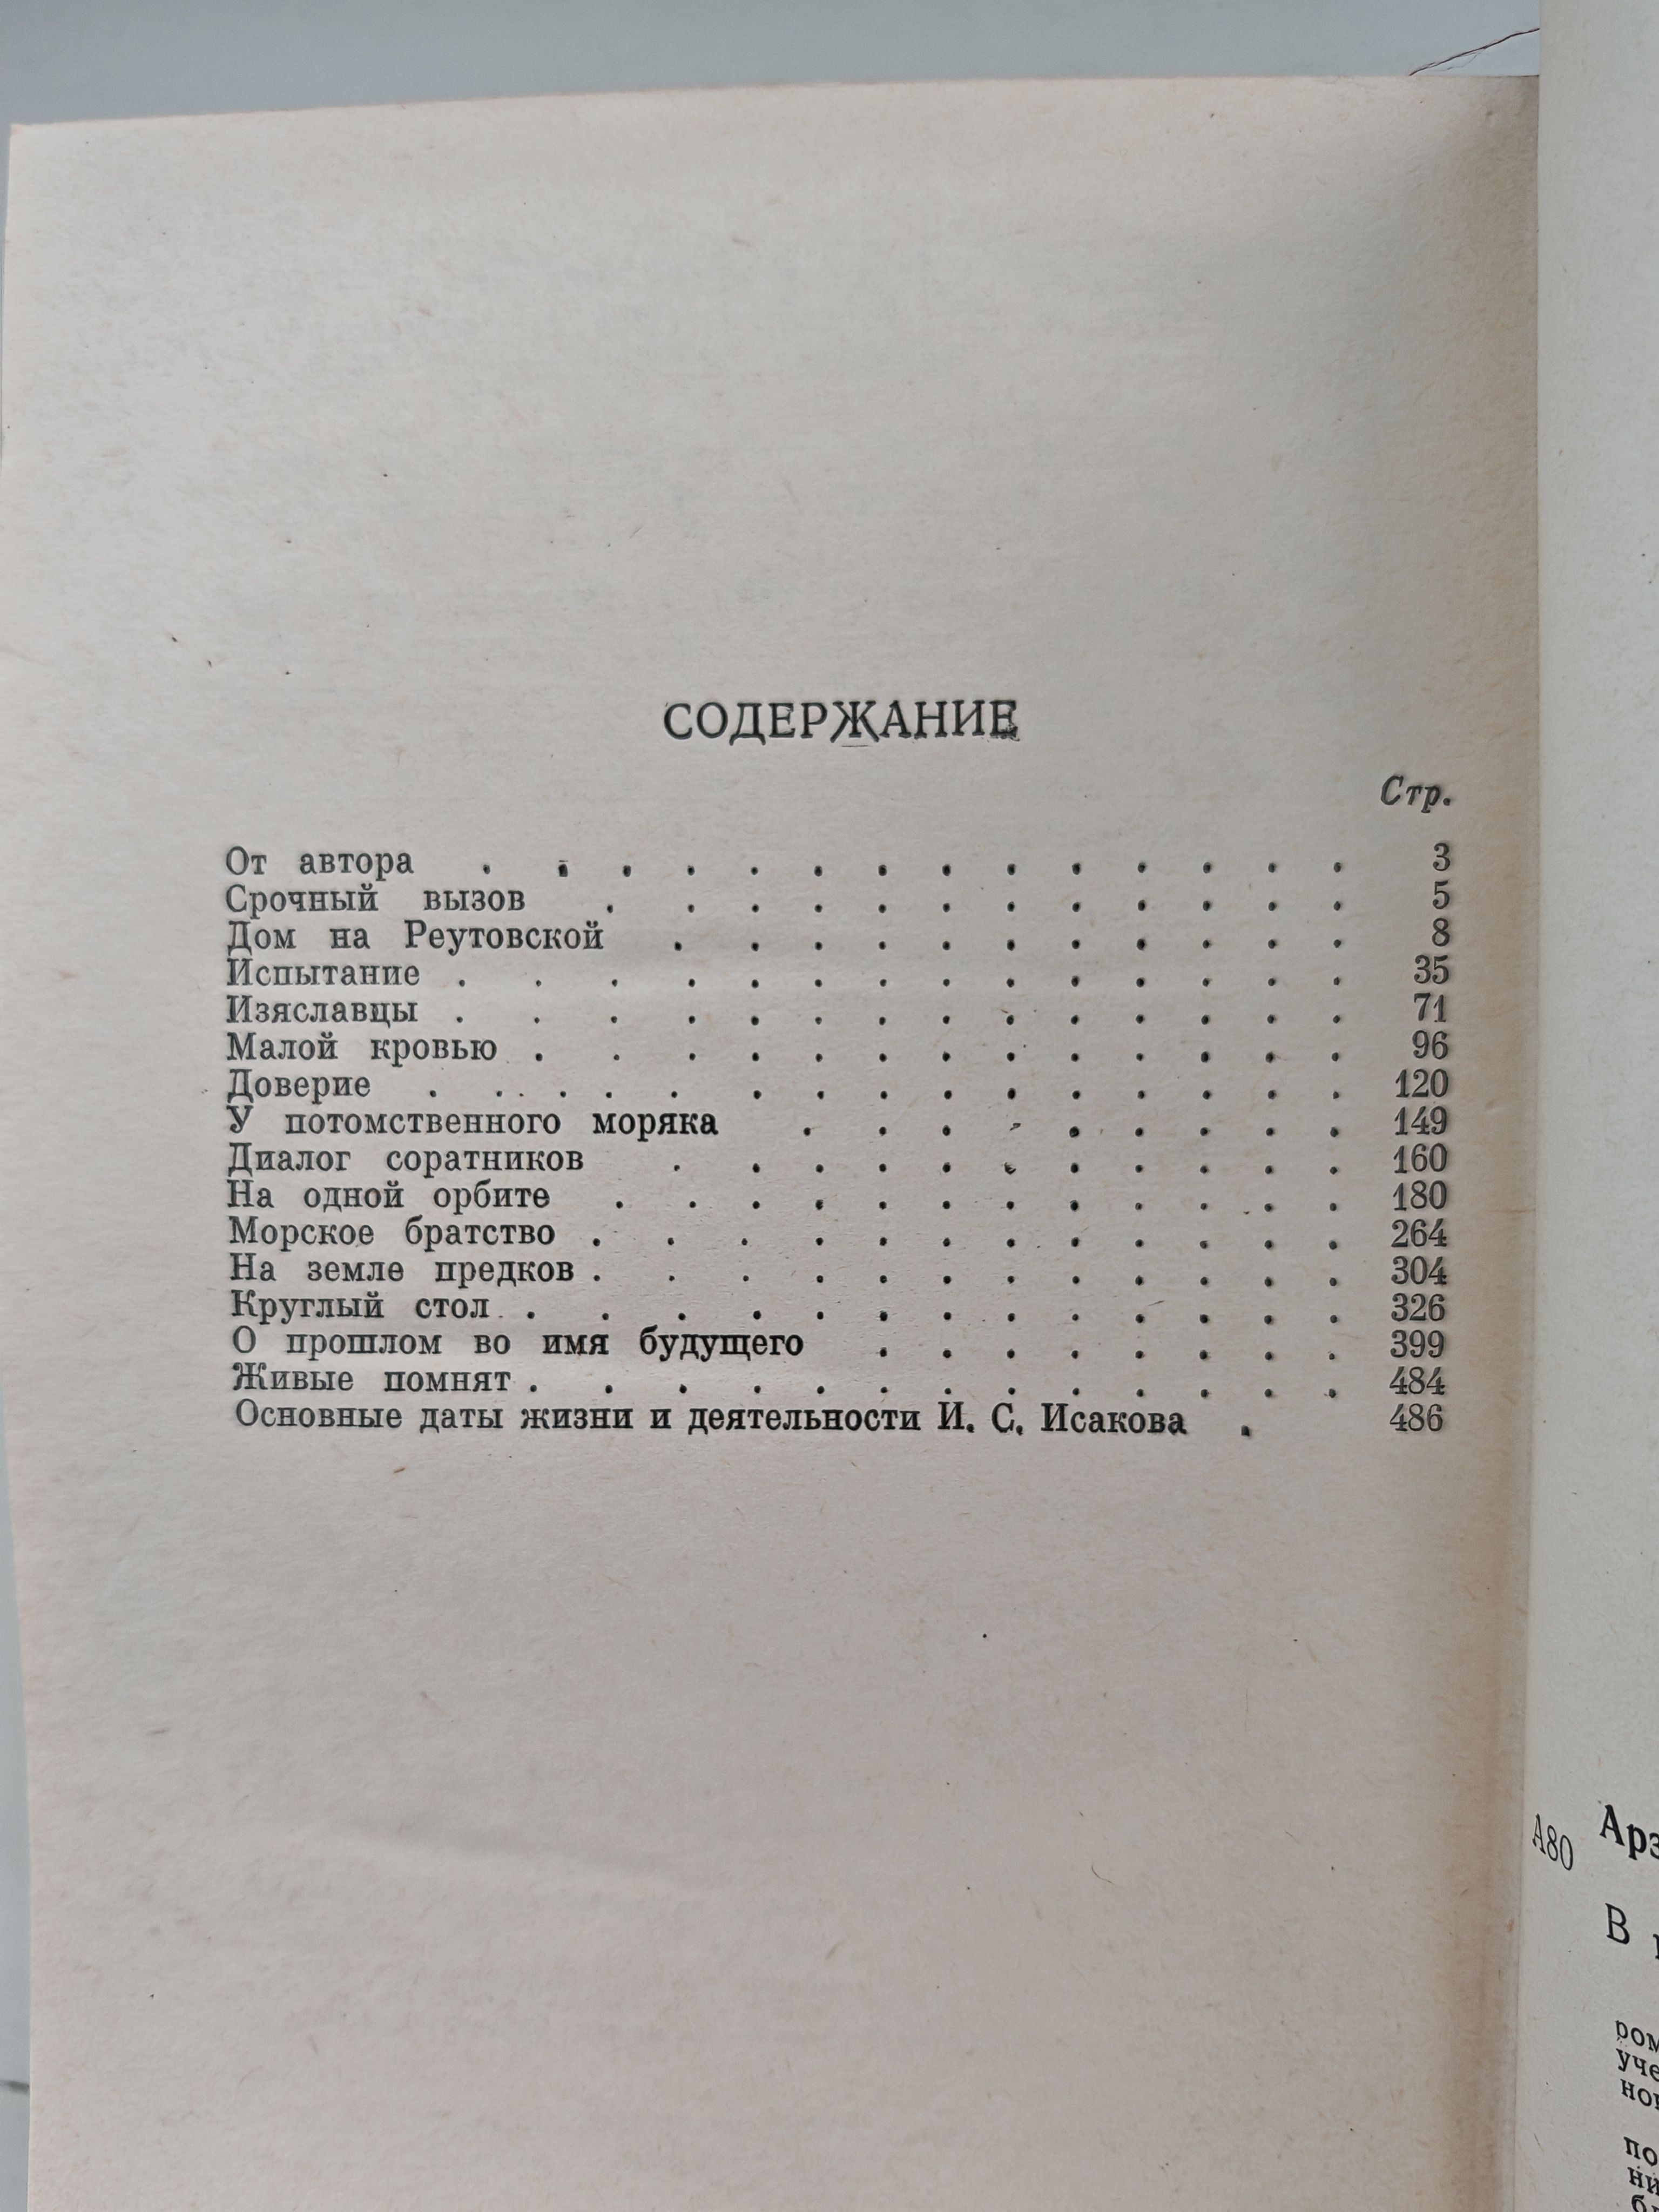 СОДЕРЖАНИЕ
Стр.
От автора . . . . . . . . . . . . . . 3
Срочный вызов . . . . . . . . . . . . 5
Дом на Реутовской . . . . . . . . . . . 8
Испытание . . . . . . . . . . . . . . 35
Изяславцы . . . . . . . . . . . . . . 71
Малой кровью . . . . . . . . . . . . . 96
Доверие . . . . . . . . . . . . . . . 120
У потомственного моряка . . . . . . . . . 149
Диалог соратников . . . . . . . . . . . 160
На одной орбите . . . . . . . . . . . . 180
Морское братство . . . . . . . . . . . . 264
На земле предков . . . . . . . . . . . . 304
Круглый стол . . . . . . . . . . . . . 326
О прошлом во имя будущего . . . . . . . . 399
Живые помнят . . . . . . . . . . . . . 484
Основные даты жизни и деятельности И. С. Исакова . 486
А80
В